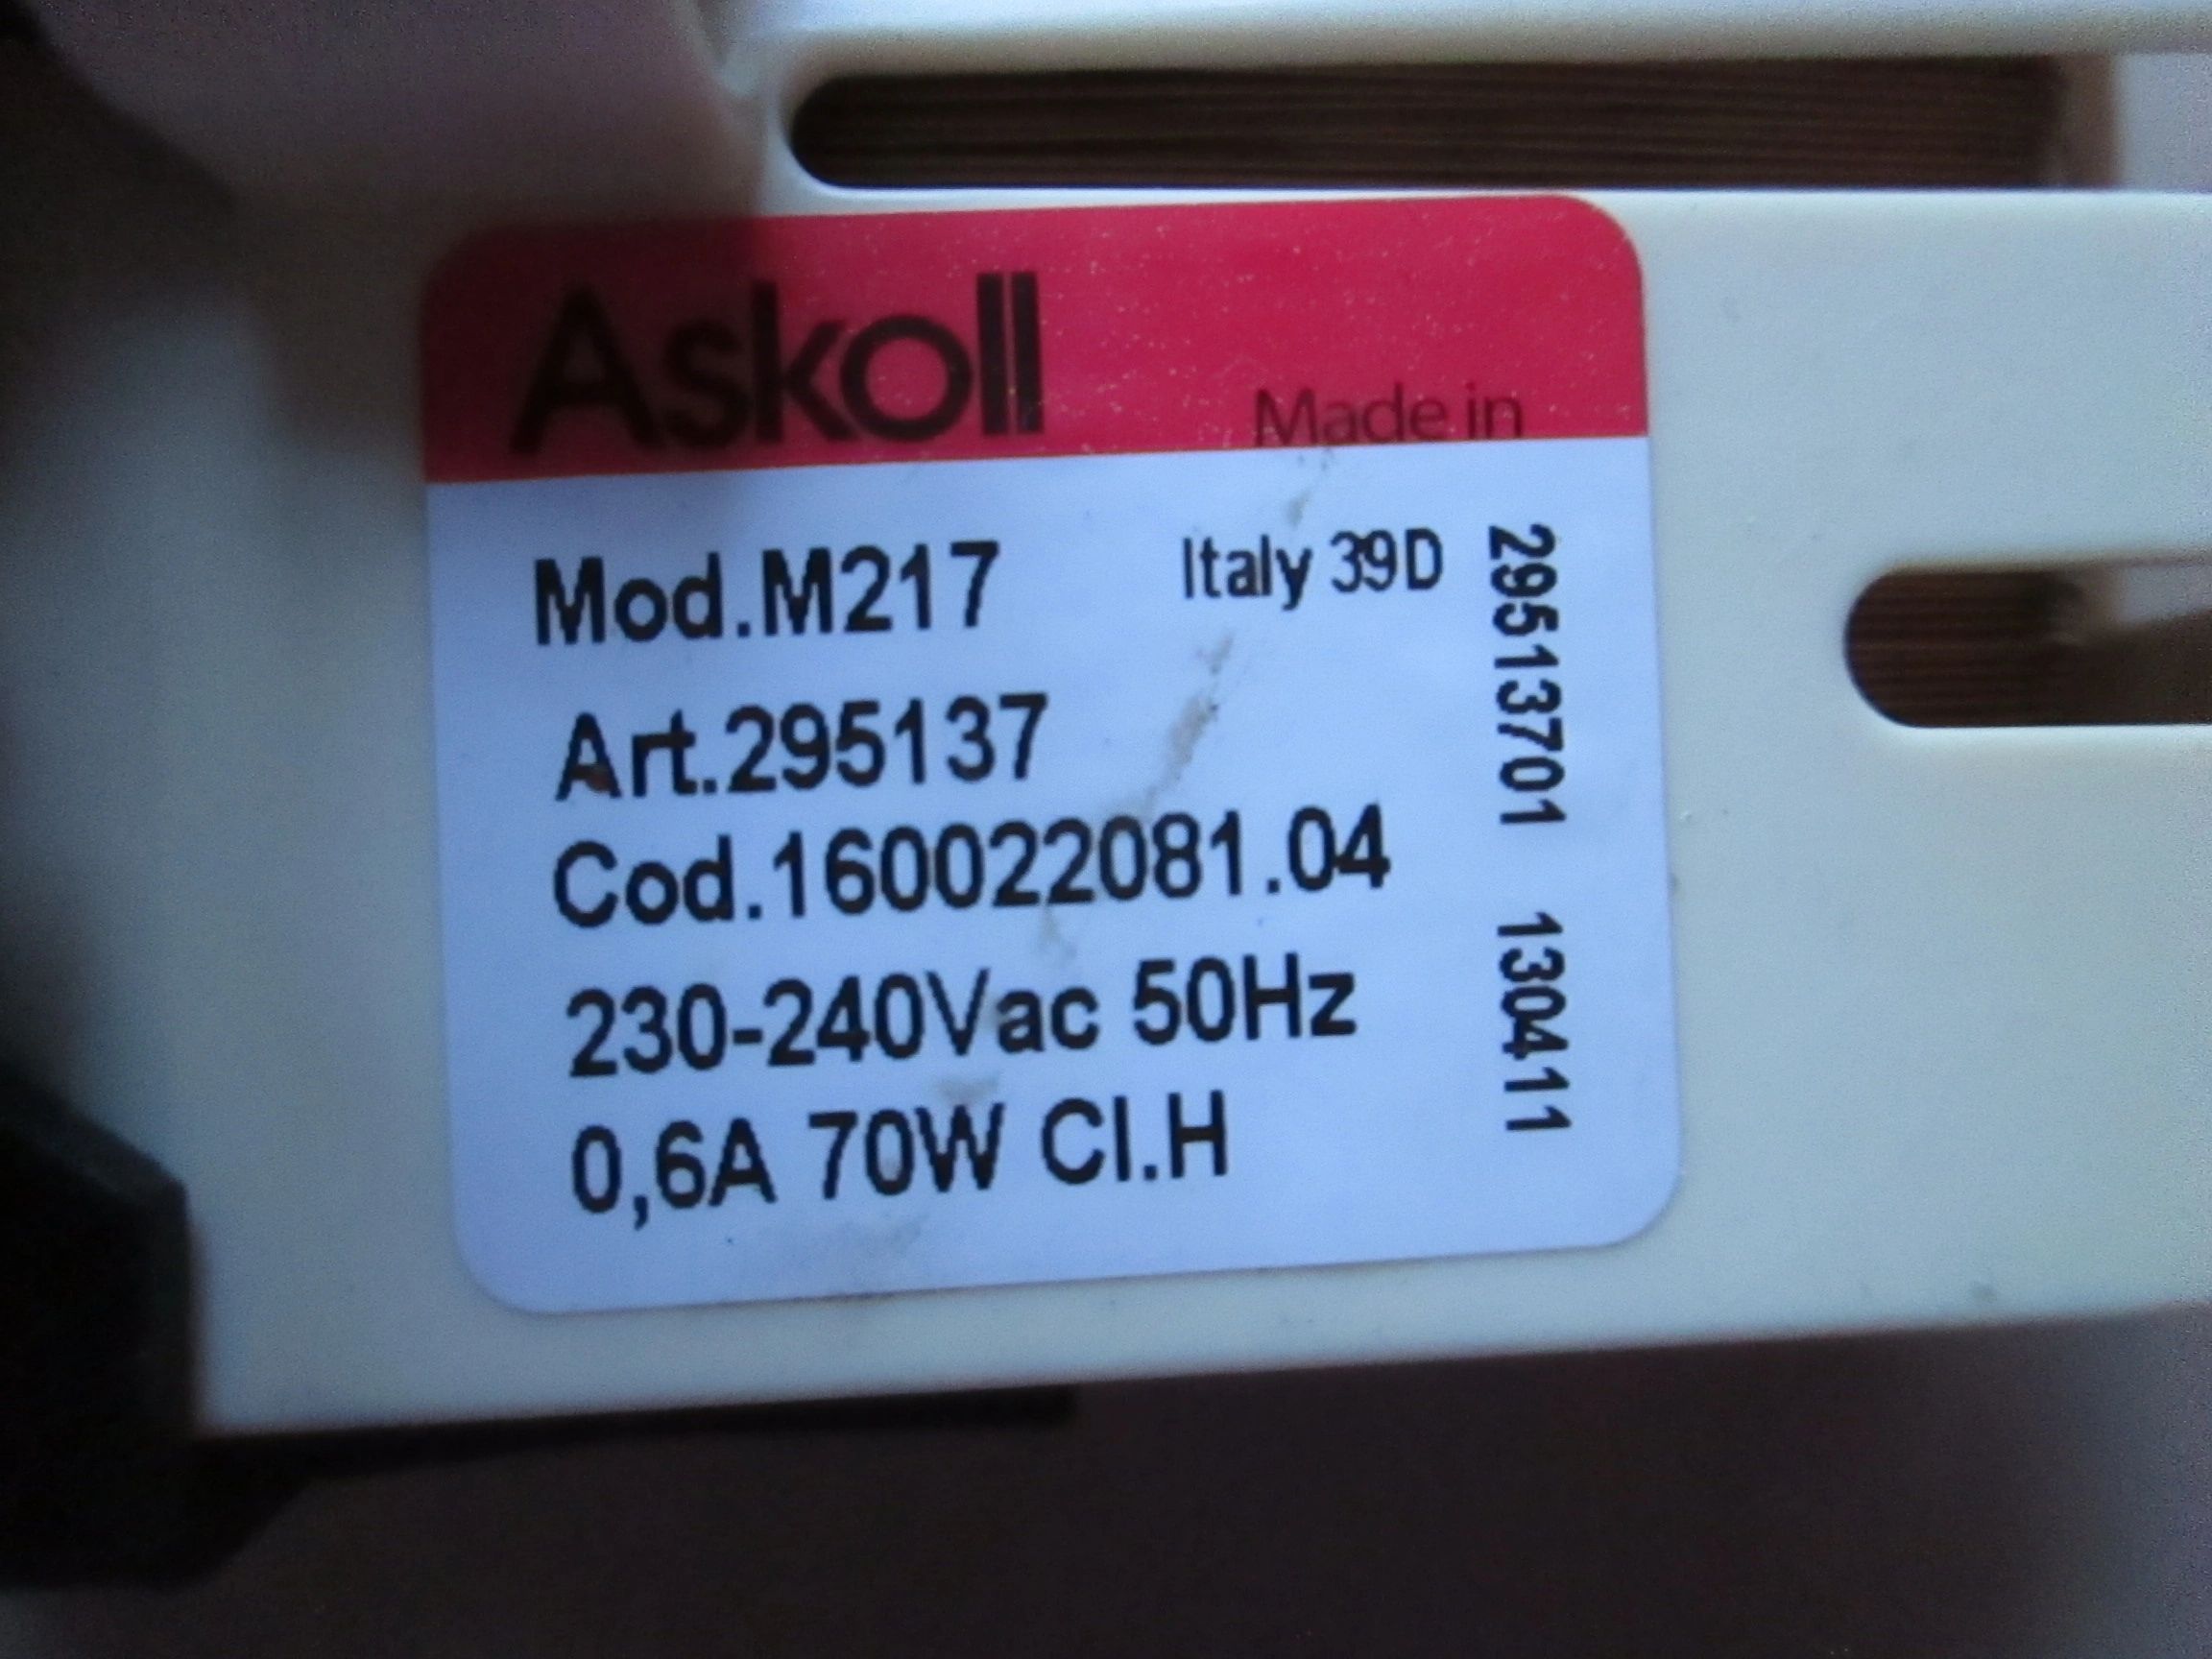 Askoll
Made in
Mod.M217
Italy 39D
Art.295137
Cod.160022081.04
230-240Vac 50Hz
0,6A 70W Cl.H
29513701 130411